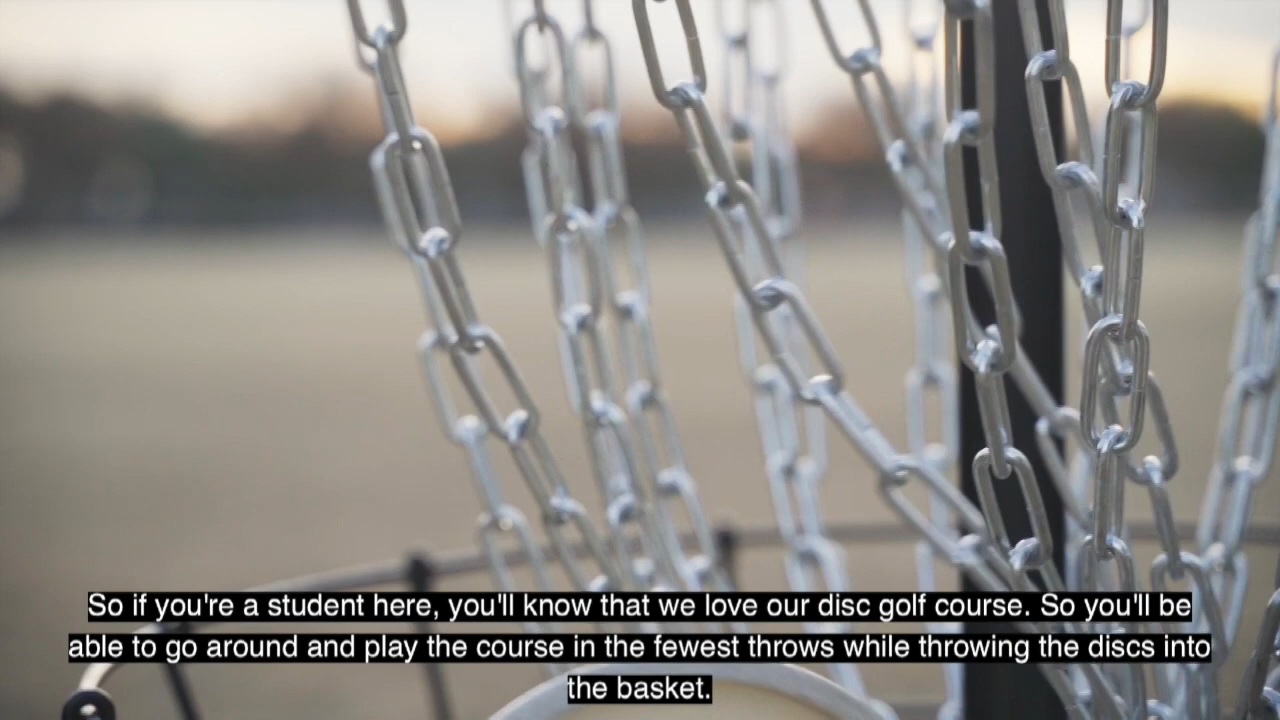 So if you're a student here, you'll know that we love our disc golf course. So you'll be
able to go around and play the course in the fewest throws while throwing the discs into
the basket.